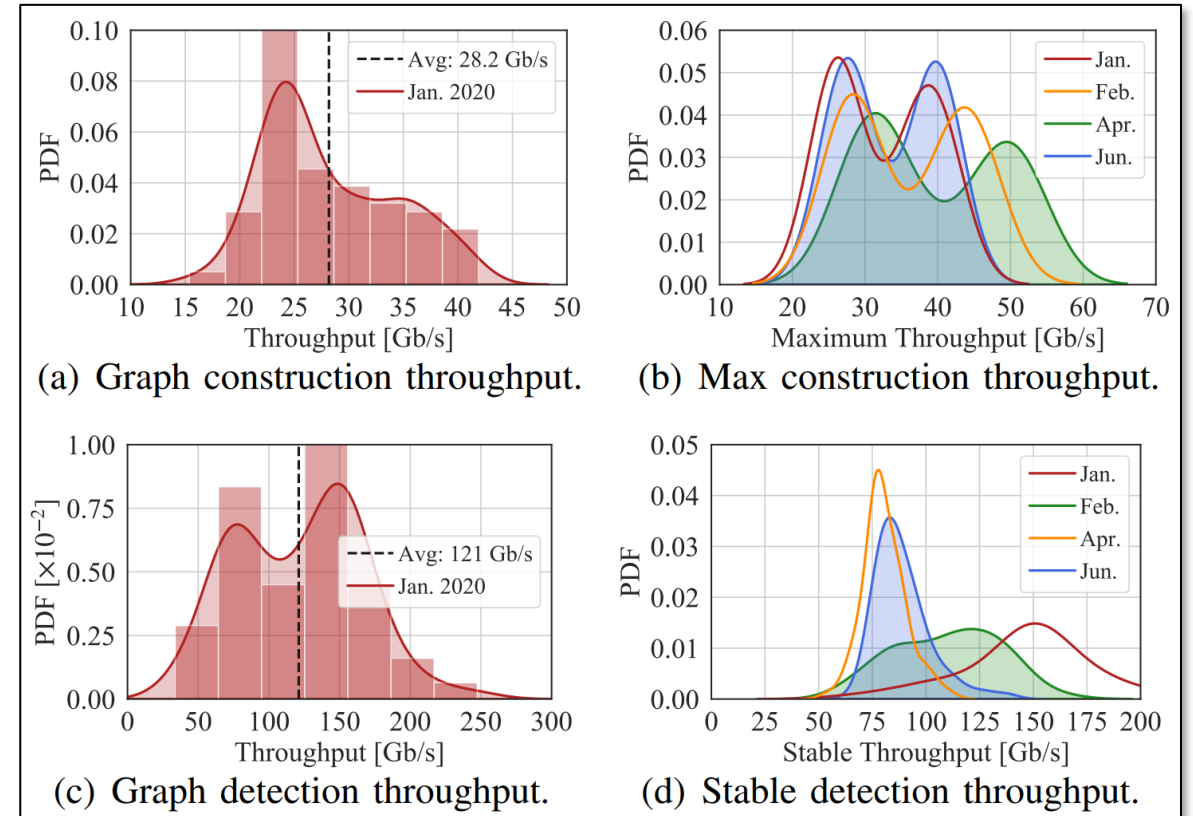 0.10
0.08
0.06
0.04
0.02
0.00
PDF
Avg: 28.2 Gb/s
Jan. 2020
10 15 20 25 30 35 40 45 50
Throughput [Gb/s]
(a) Graph construction throughput.
0.06
0.05
0.04
0.03
0.02
0.01
0.00
PDF
Jan.
Feb.
Apr.
Jun.
10 20 30 40 50 60 70
Maximum Throughput [Gb/s]
(b) Max construction throughput.
1.00
0.75
0.50
0.25
0.00
PDF [×10⁻²]
Avg: 121 Gb/s
Jan. 2020
0 50 100 150 200 250 300
Throughput [Gb/s]
(c) Graph detection throughput.
0.05
0.04
0.03
0.02
0.01
0.00
PDF
Jan.
Feb.
Apr.
Jun.
0 25 50 75 100 125 150 175 200
Stable Throughput [Gb/s]
(d) Stable detection throughput.